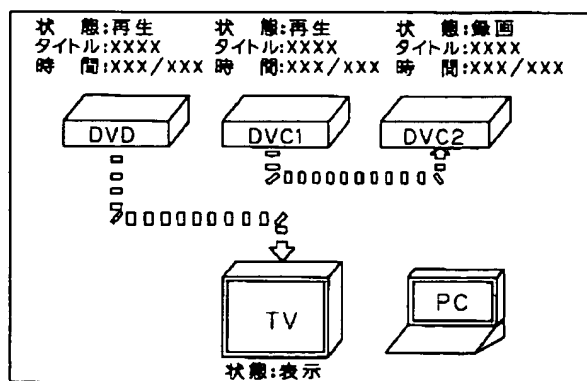 状 態:再生 状 態:再生 状 態:録画
タイトル:XXXX タイトル:XXXX タイトル:XXXX
時 間:XXX/XXX 時 間:XXX/XXX 時 間:XXX/XXX
DVD DVC1 DVC2
TV PC
状態:表示